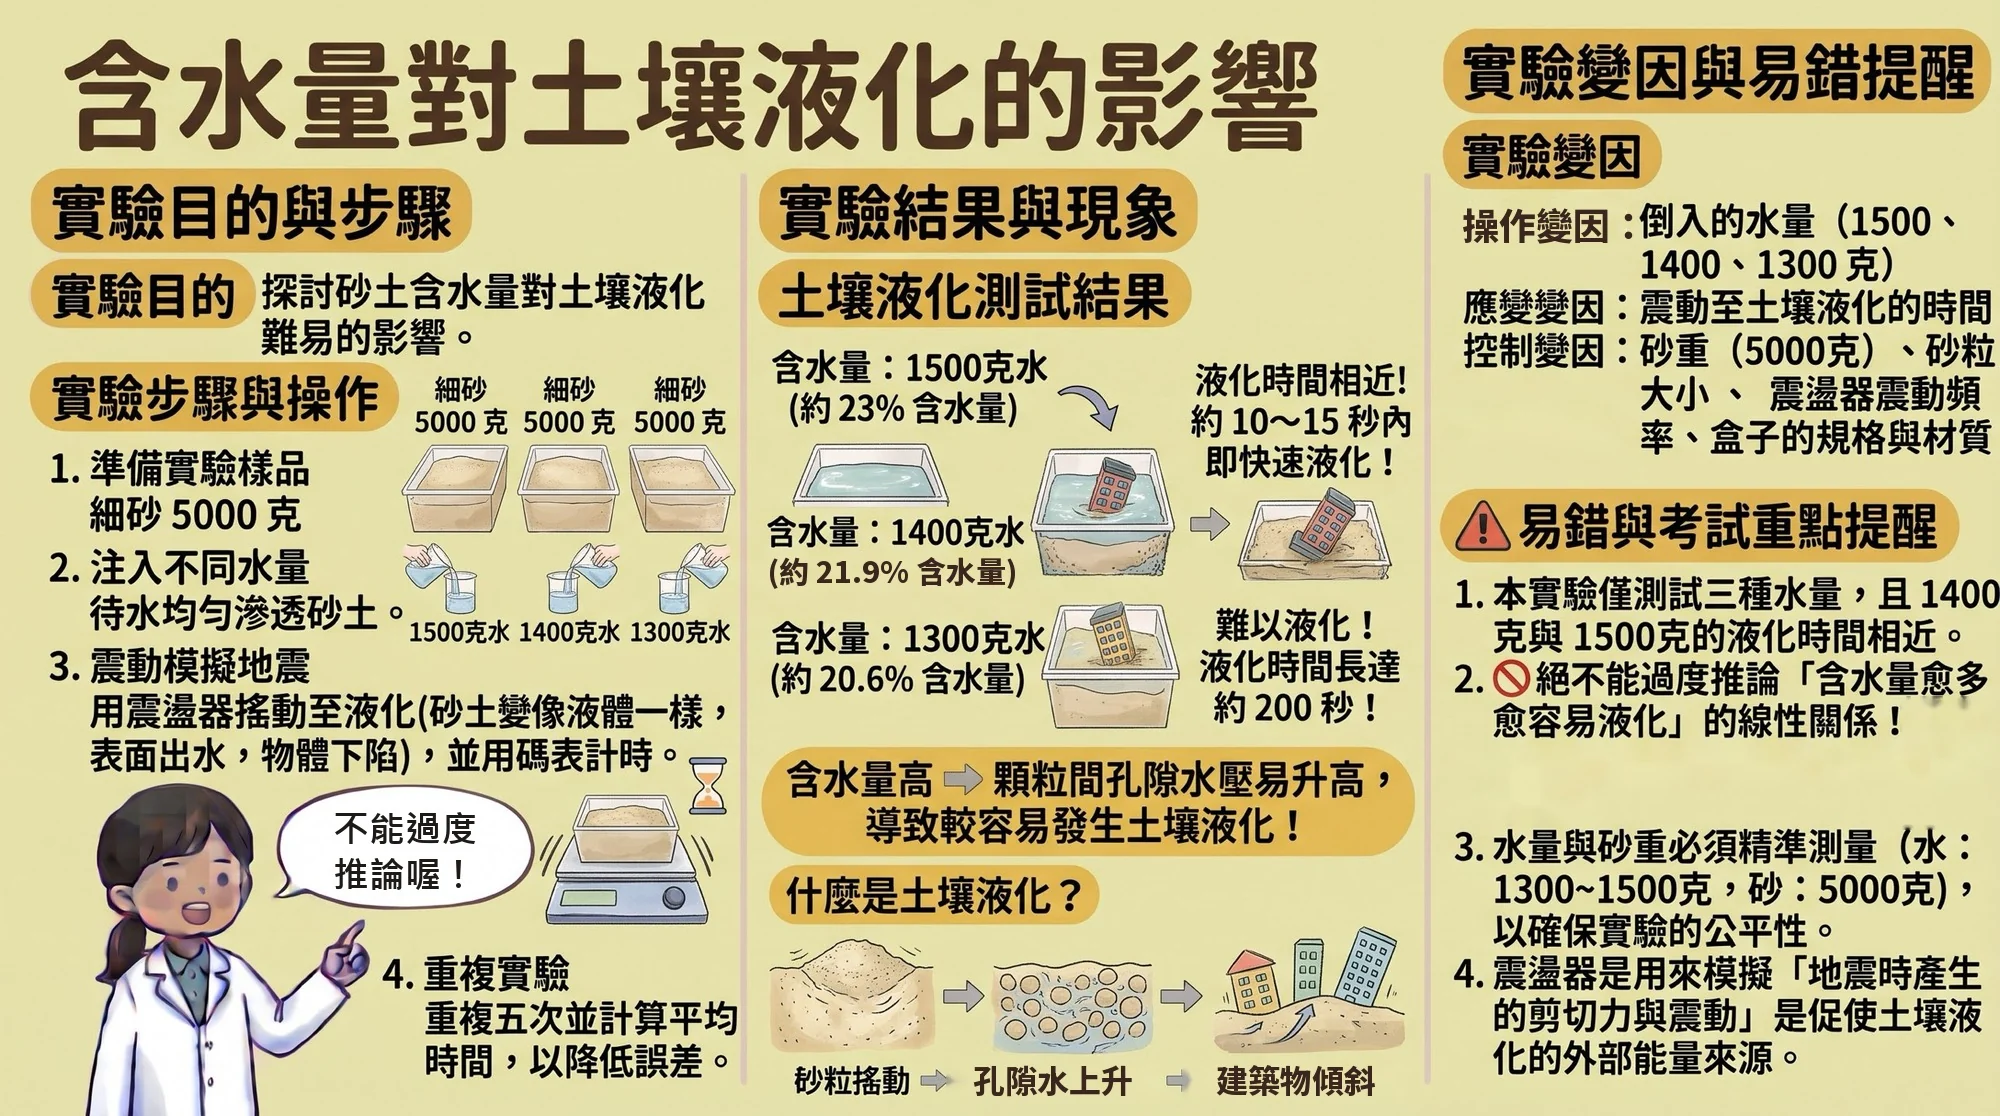 含水量對土壤液化的影響
實驗目的與步驟
實驗目的
探討砂土含水量對土壤液化
難易的影響。
實驗步驟與操作
細砂
5000 克
細砂
5000 克
細砂
5000 克
1. 準備實驗樣品
細砂 5000 克
2. 注入不同水量
待水均勻滲透砂土。
1500克水
1400克水
1300克水
3. 震動模擬地震
用震盪器搖動至液化(砂土變像液體一樣，
表面出水，物體下陷)，並用碼表計時。
不能過度
推論喔！
4. 重複實驗
重複五次並計算平均
時間，以降低誤差。
實驗結果與現象
土壤液化測試結果
含水量：1500克水
(約 23% 含水量)
液化時間相近!
約 10～15 秒內
即快速液化！
含水量：1400克水
(約 21.9% 含水量)
含水量：1300克水
(約 20.6% 含水量)
難以液化！
液化時間長達
約 200 秒！
含水量高 ➡ 顆粒間孔隙水壓易升高，
導致較容易發生土壤液化！
什麼是土壤液化？
砂粒搖動 ➡ 孔隙水上升 ➡ 建築物傾斜
實驗變因與易錯提醒
實驗變因
操作變因：倒入的水量（1500、
1400、1300 克）
應變變因：震動至土壤液化的時間
控制變因：砂重（5000克）、砂粒
大小 、 震盪器震動頻
率、盒子的規格與材質
易錯與考試重點提醒
1. 本實驗僅測試三種水量，且 1400
克與 1500克的液化時間相近。
2. 🚫絕不能過度推論「含水量愈多
愈容易液化」的線性關係！
3. 水量與砂重必須精準測量（水：
1300~1500克，砂：5000克)，
以確保實驗的公平性。
4. 震盪器是用來模擬「地震時產生
的剪切力與震動」是促使土壤液
化的外部能量來源。